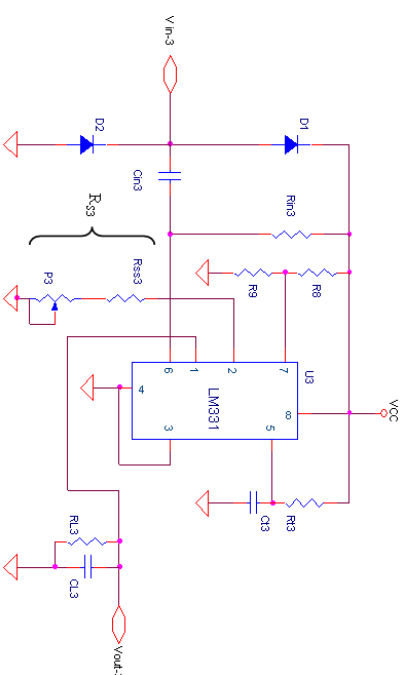 V in-3
D2
D1
Cin3
Rin3
RS3
P3
Rss3
R9
R8
U3
6
1
2
7
LM331
4
3
5
8
VCC
Ct3
Rt3
RL3
CL3